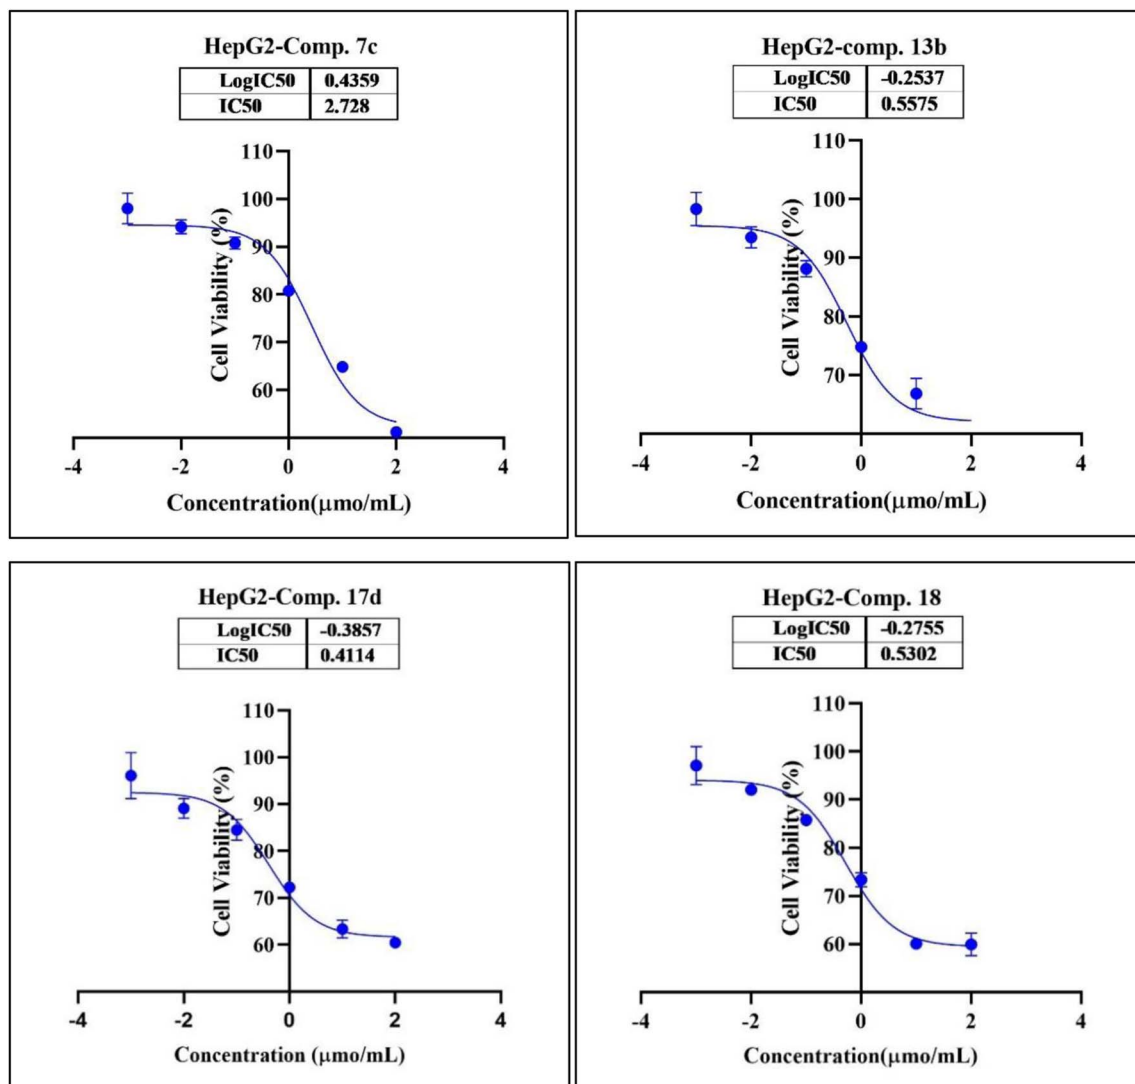 HepG2-Comp. 7c
LogIC50 0.4359
IC50 2.728
110
100
90
80
70
60
Cell Viability (%)
-4 -2 0 2 4
Concentration(μmo/mL)
HepG2-comp. 13b
LogIC50 -0.2537
IC50 0.5575
110
100
90
80
70
Cell Viability (%)
-4 -2 0 2 4
Concentration(μmo/mL)
HepG2-Comp. 17d
LogIC50 -0.3857
IC50 0.4114
110
100
90
80
70
60
Cell Viability (%)
-4 -2 0 2 4
Concentration (μmo/mL)
HepG2-Comp. 18
LogIC50 -0.2755
IC50 0.5302
110
100
90
80
70
60
Cell Viability (%)
-4 -2 0 2 4
Concentration(μmo/mL)